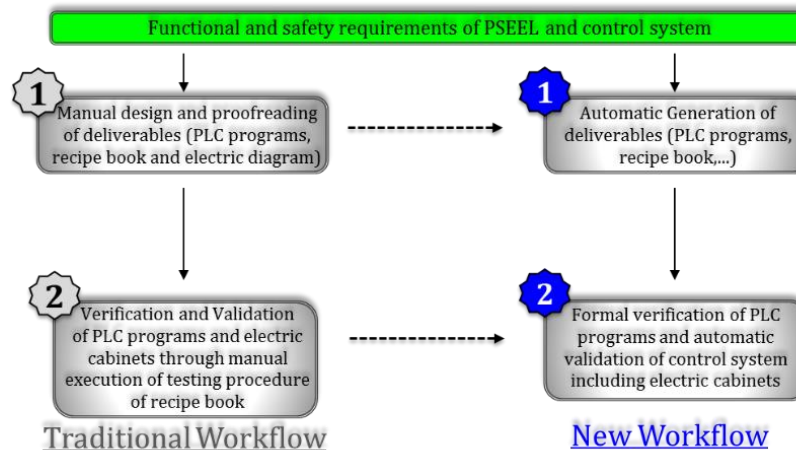 Functional and safety requirements of PSEEL and control system
1
Manual design and proofreading
of deliverables (PLC programs,
recipe book and electric diagram)
1
Automatic Generation of
deliverables (PLC programs,
recipe book,...)
2
Verification and Validation
of PLC programs and electric
cabinets through manual
execution of testing procedure
of recipe book
2
Formal verification of PLC
programs and automatic
validation of control system
including electric cabinets
Traditional Workflow
New Workflow